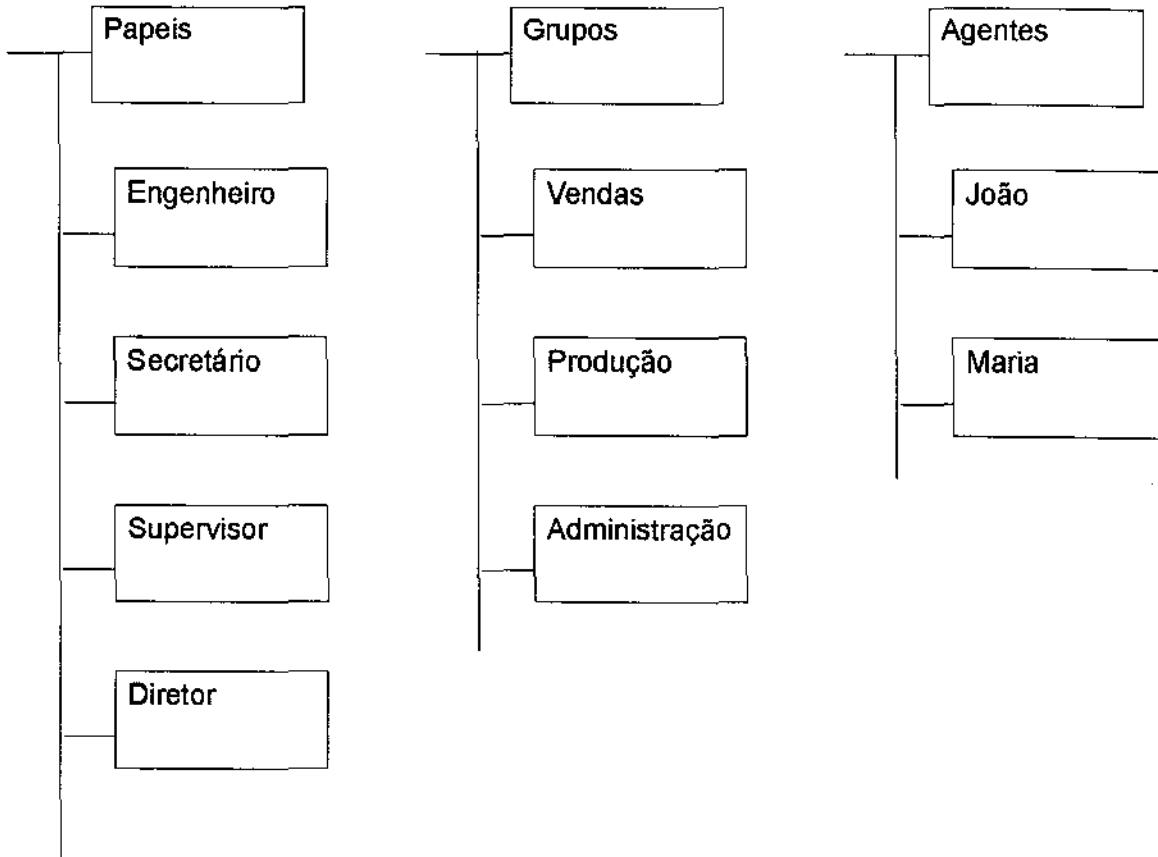 Papeis
Engenheiro
Secretário
Supervisor
Diretor
Grupos
Vendas
Produção
Administração
Agentes
João
Maria